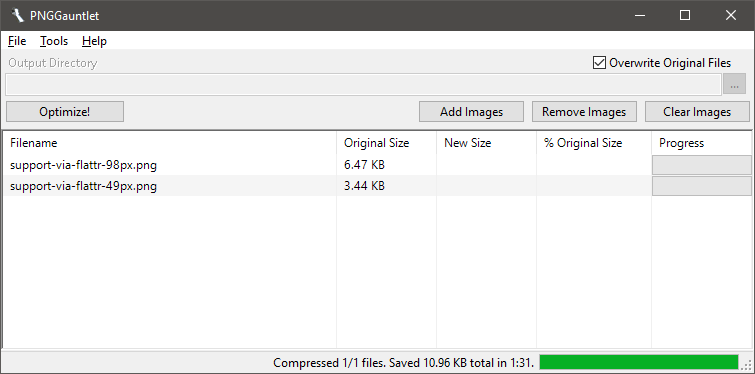 PNGGauntlet
File Tools Help
Output Directory Overwrite Original Files
...
Optimize! Add Images Remove Images Clear Images
Filename Original Size New Size % Original Size Progress
support-via-flattr-98px.png 6.47 KB
support-via-flattr-49px.png 3.44 KB
Compressed 1/1 files. Saved 10.96 KB total in 1:31.